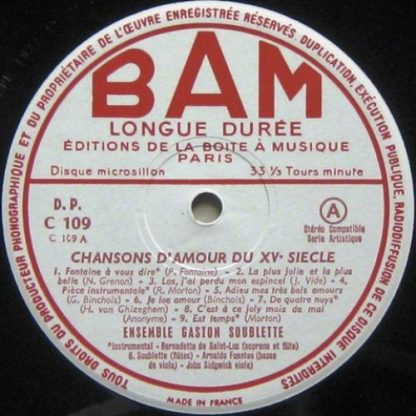 TOUS DROITS DU PRODUCTEUR PHONOGRAPHIQUE ET DU PROPRIÉTAIRE DE L'ŒUVRE ENREGISTRÉE RÉSERVÉS. DUPLICATION, EXÉCUTION PUBLIQUE, RADIODIFFUSION DE CE DISQUE INTERDITES
BAM
LONGUE DURÉE
ÉDITIONS DE LA BOITE À MUSIQUE
PARIS
Disque microsillon 33 ⅓ Tours minute
D. P.
C 109
C 109 A
A
Stéréo Compatible
Serie Artistique
CHANSONS D'AMOUR DU XVᵉ SIECLE
1. Fontaine à vous dire* (P. Fontaine) - 2. La plus jolie et la plus
belle (N. Grenon) - 3. Las, j'ai perdu mon espincel (J. Vide) - 4.
Pièce instrumentale* (R. Morton) - 5. Adieu mes très bels amours
(G. Binchois) - 6. Je loe amour (Binchois) - 7. De quatre nuys*
(H. von Ghizeghem) - 8. C'est à ce joly mois de mai
(Anonyme) - 9. Est temps* (Morton)
ENSEMBLE GASTON SOUBLETTE
*Instrumental - Bernadette de Saint-Luc (soprano et flûte)
G. Soublette (flûtes) - Arnaldo Fuentes (basse
de viole) - John Sidgwick viole)
MADE IN FRANCE